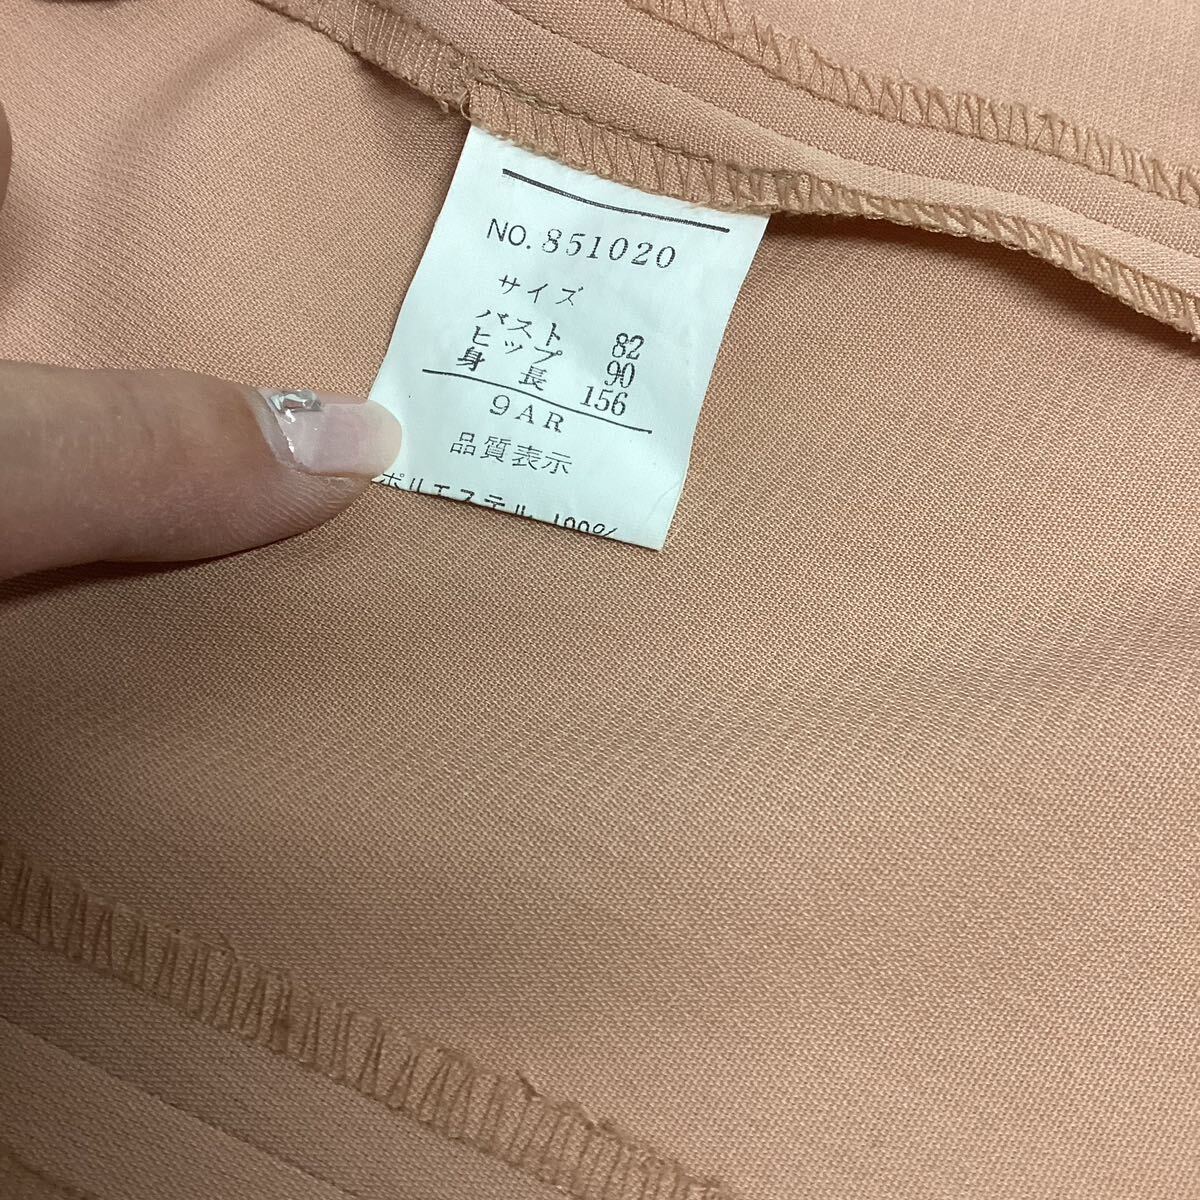 NO. 851020
サイズ
バスト 82
ヒップ 90
身長 156
9AR
品質表示
ポリエステル 100%